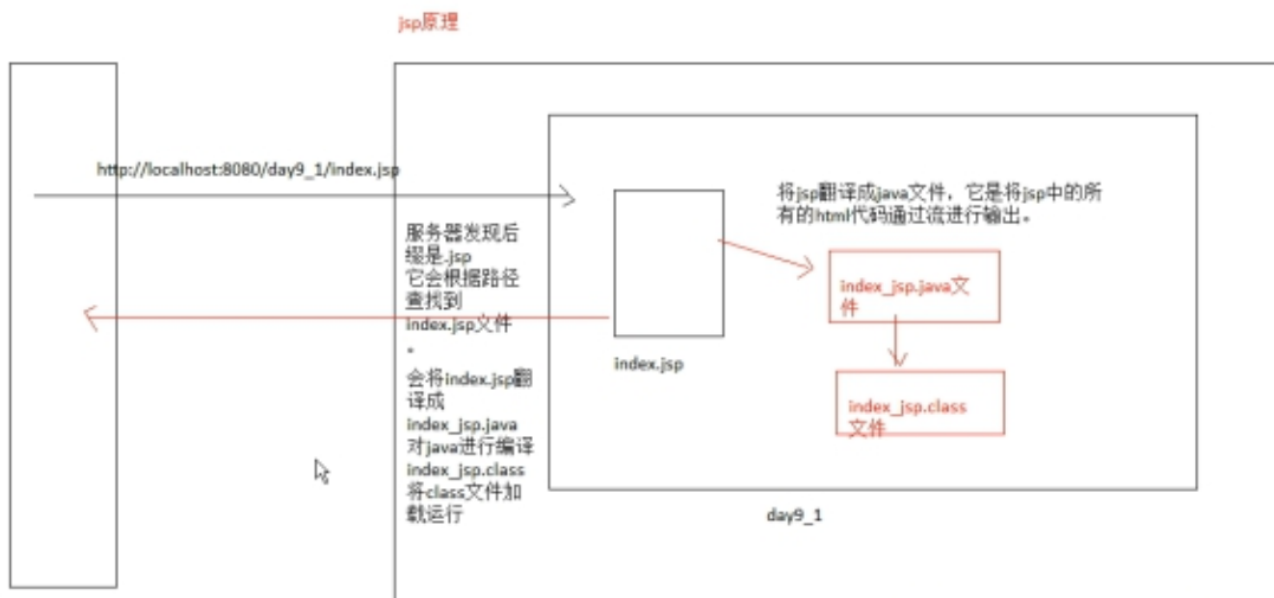 jsp原理
http://localhost:8080/day9_1/index.jsp
服务器发现后
缀是.jsp
它会根据路径
查找到
index.jsp文件
。
会将index.jsp翻
译成
index_jsp.java
对java进行编译
index_jsp.class
将class文件加
载运行
index.jsp
将jsp翻译成java文件，它是将jsp中的所
有的html代码通过流进行输出。
index_jsp.java文
件
index_jsp.class
文件
day9_1